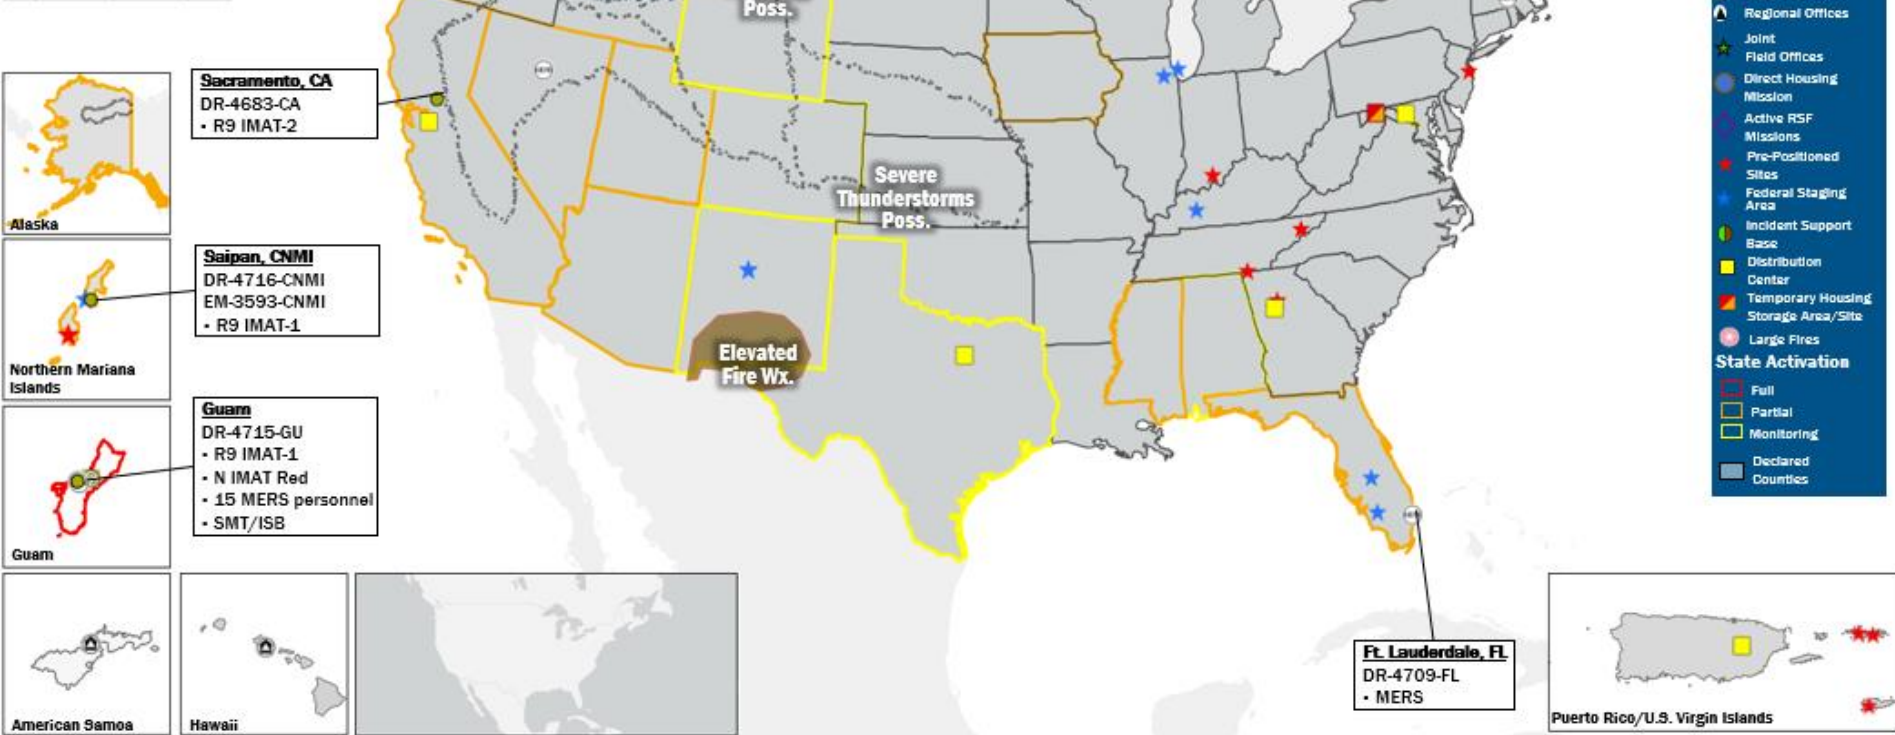 Poss.
Sacramento, CA
DR-4683-CA
• R9 IMAT-2
Alaska
Saipan, CNMI
DR-4716-CNMI
EM-3593-CNMI
• R9 IMAT-1
Northern Mariana
Islands
Guam
DR-4715-GU
• R9 IMAT-1
• N IMAT Red
• 15 MERS personnel
• SMT/ISB
Guam
American Samoa
Hawaii
Severe
Thunderstorms
Poss.
Elevated
Fire Wx.
Ft. Lauderdale, FL
DR-4709-FL
• MERS
Puerto Rico/U.S. Virgin Islands
Regional Offices
Joint
Field Offices
Direct Housing
Mission
Active RSF
Missions
Pre-Positioned
Sites
Federal Staging
Area
Incident Support
Base
Distribution
Center
Temporary Housing
Storage Area/Site
Large Fires
State Activation
Full
Partial
Monitoring
Declared
Counties